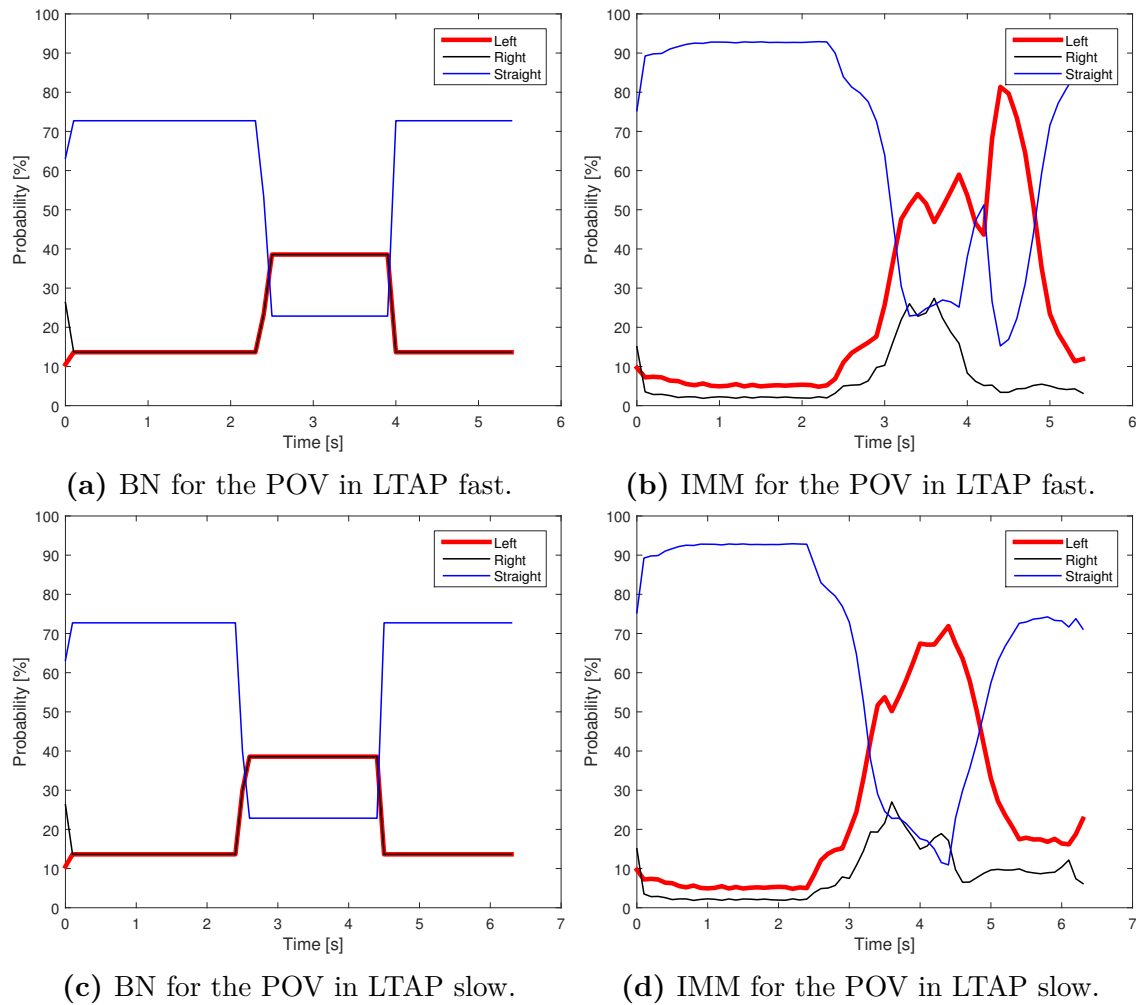 100
90
80
70
60
50
40
30
20
10
0
Probability [%]
0 1 2 3 4 5 6
Time [s]
Left
Right
Straight
(a) BN for the POV in LTAP fast.
100
90
80
70
60
50
40
30
20
10
0
Probability [%]
0 1 2 3 4 5 6
Time [s]
Left
Right
Straight
(b) IMM for the POV in LTAP fast.
100
90
80
70
60
50
40
30
20
10
0
Probability [%]
0 1 2 3 4 5 6 7
Time [s]
Left
Right
Straight
(c) BN for the POV in LTAP slow.
100
90
80
70
60
50
40
30
20
10
0
Probability [%]
0 1 2 3 4 5 6 7
Time [s]
Left
Right
Straight
(d) IMM for the POV in LTAP slow.